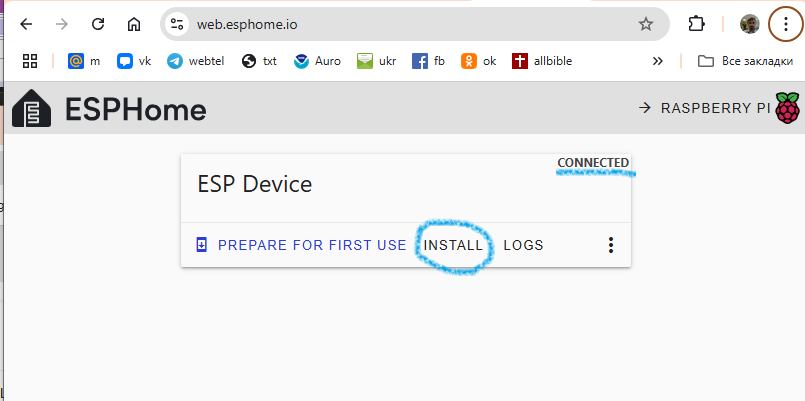 web.esphome.io
m vk webtel txt Auro ukr fb ok allbible » Все закладки
ESPHome → RASPBERRY PI
CONNECTED
ESP Device
PREPARE FOR FIRST USE INSTALL LOGS